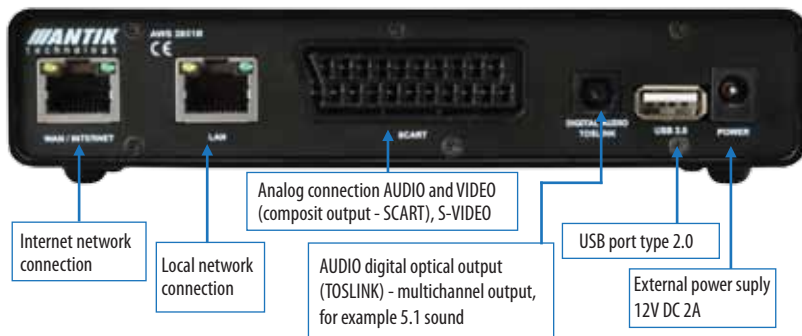 ANTIK
technology
AWS 2801R
CE
WAN / INTERNET
LAN
SCART
DIGITAL AUDIO
TOSLINK
USB 2.0
POWER
Analog connection AUDIO and VIDEO
(composit output - SCART), S-VIDEO
Internet network
connection
Local network
connection
AUDIO digital optical output
(TOSLINK) - multichannel output,
for example 5.1 sound
USB port type 2.0
External power suply
12V DC 2A